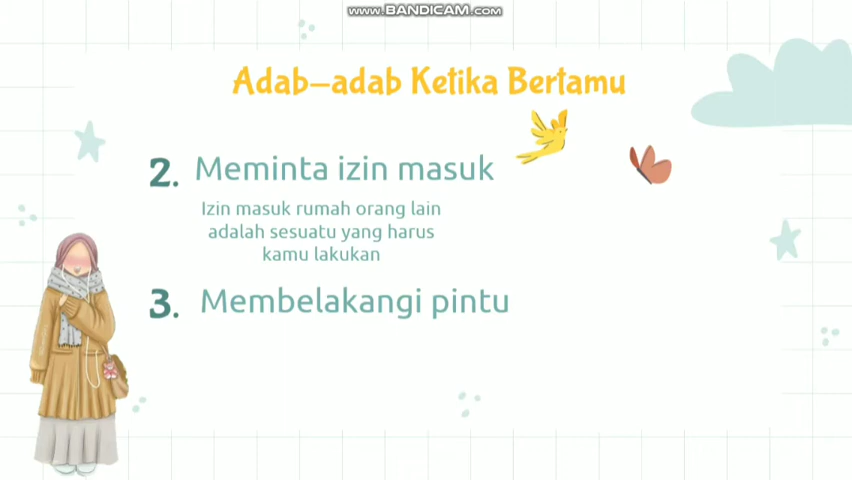 www.BANDICAM.com
Adab-adab Ketika Bertamu
2. Meminta izin masuk
Izin masuk rumah orang lain
adalah sesuatu yang harus
kamu lakukan
3. Membelakangi pintu